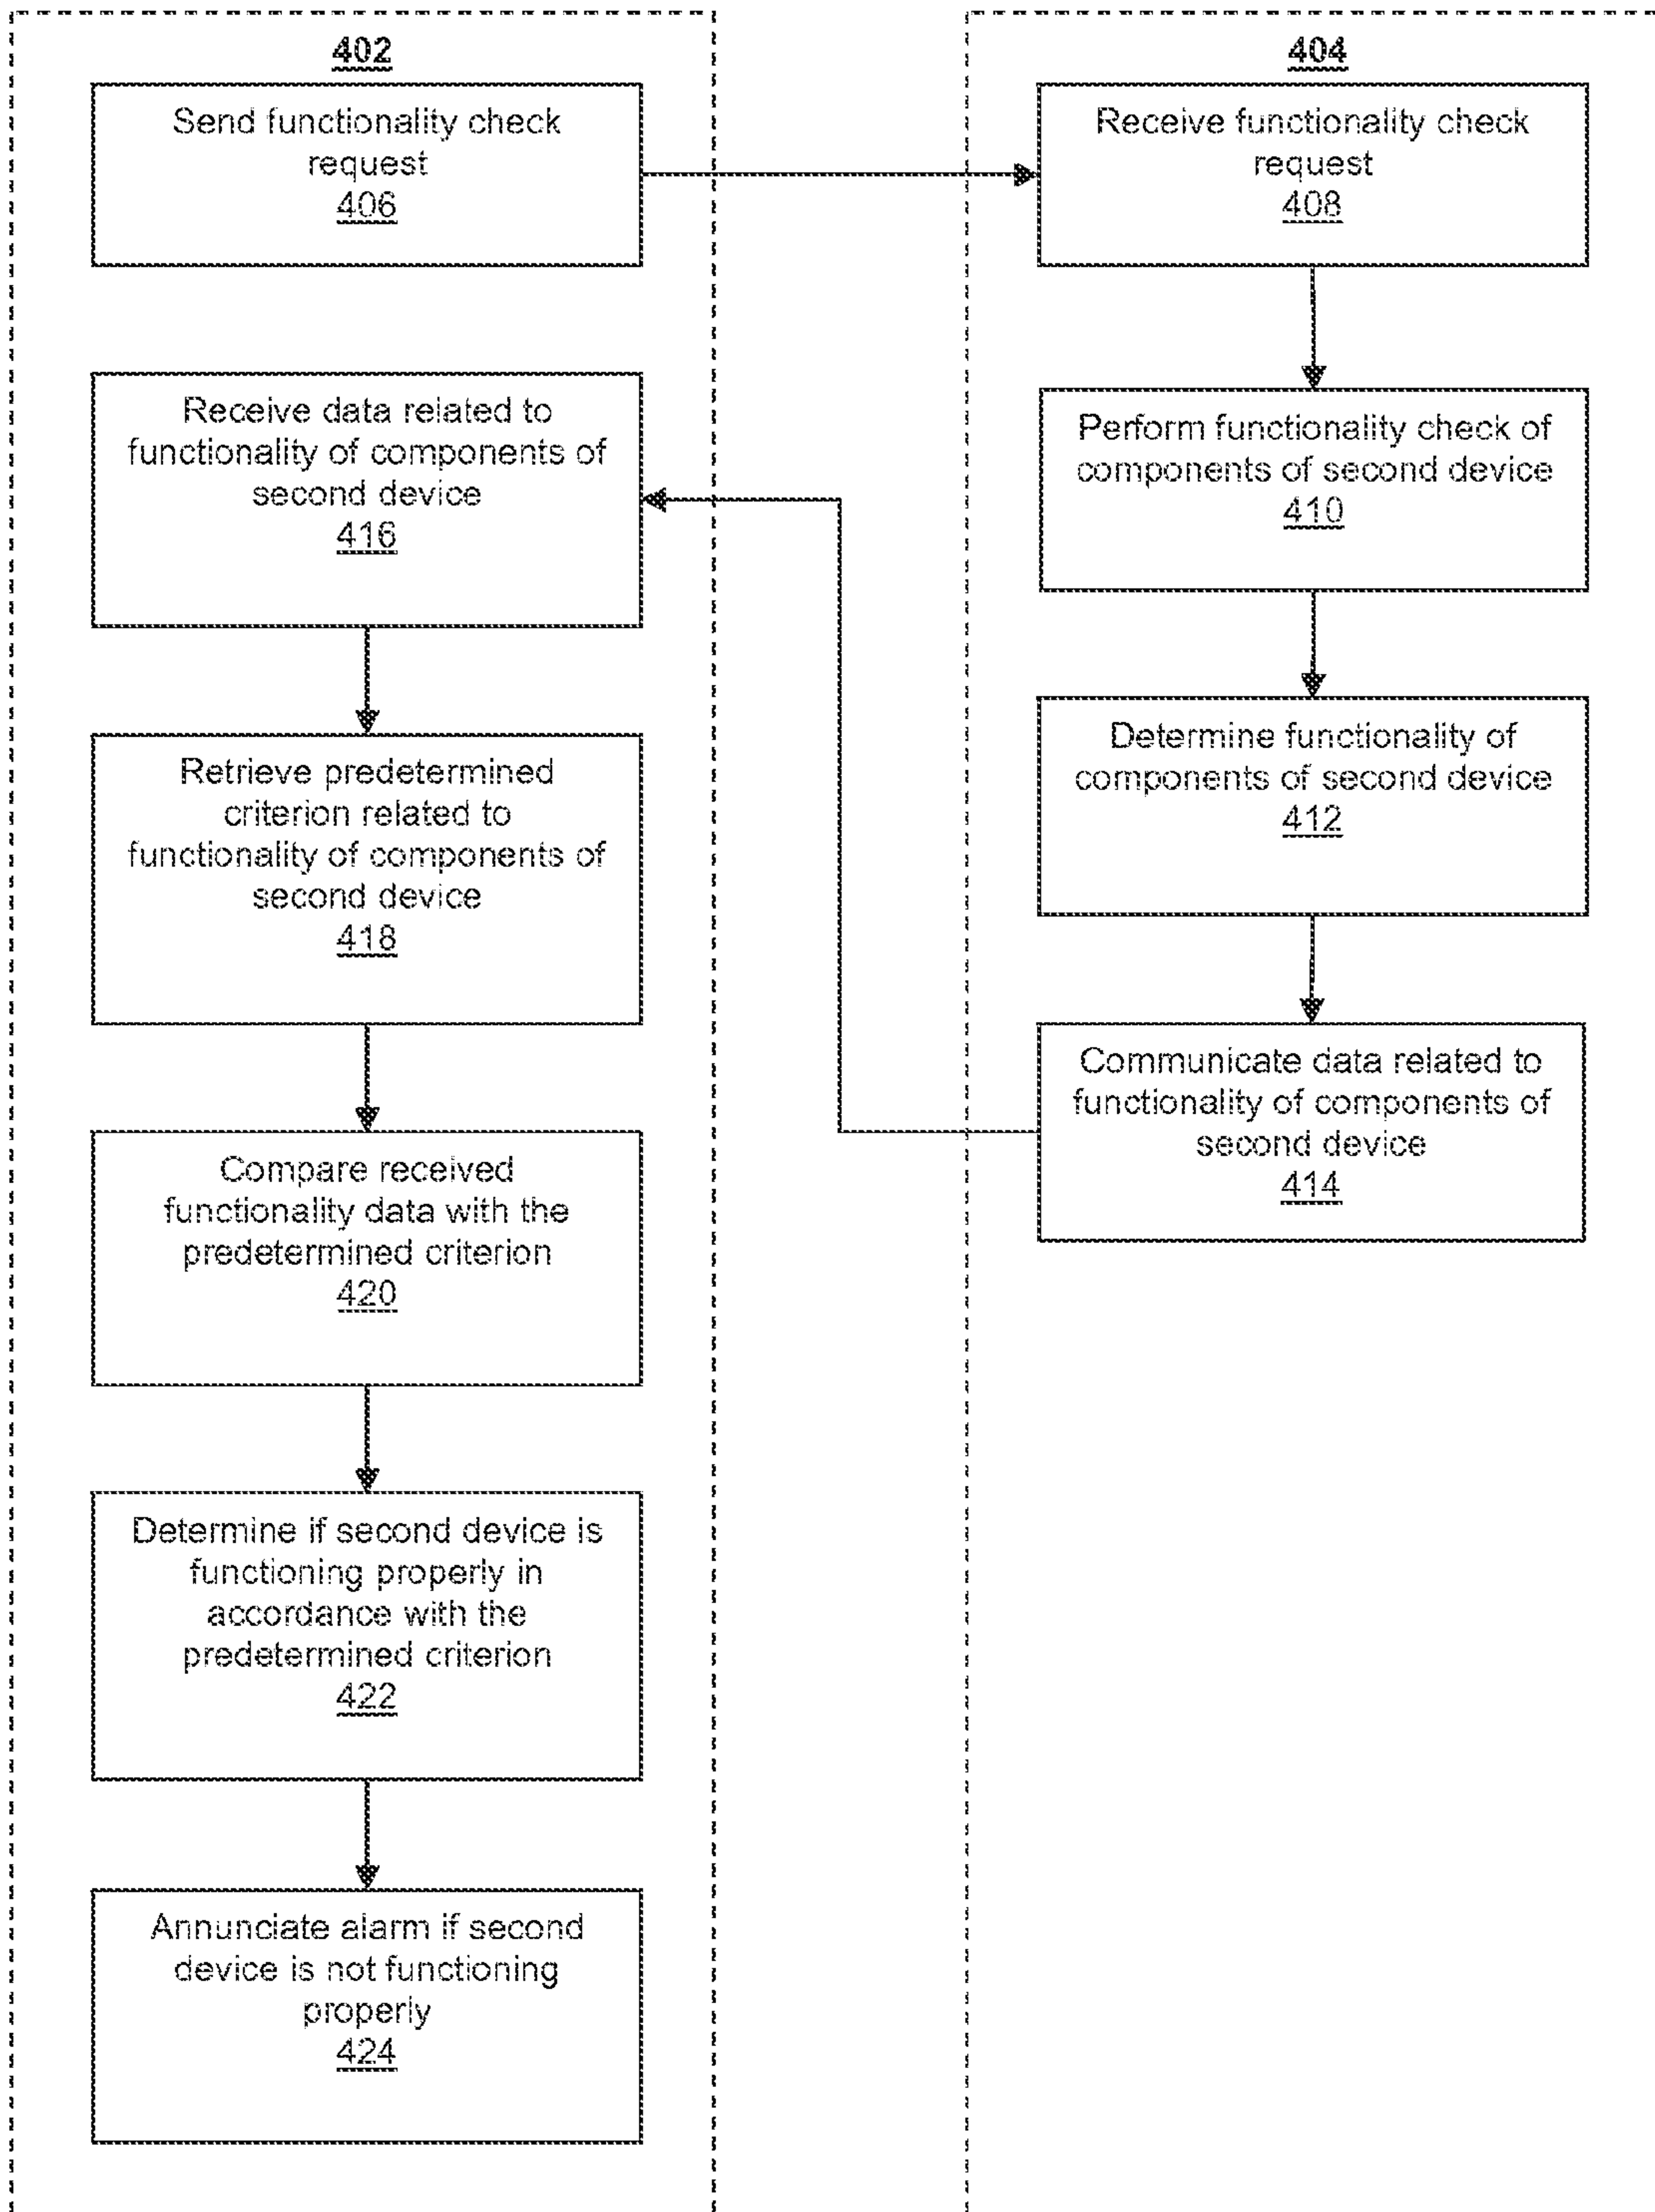 402
Send functionality check
request
406
Receive data related to
functionality of components of
second device
416
Retrieve predetermined
criterion related to
functionality of components of
second device
418
Compare received
functionality data with the
predetermined criterion
420
Determine if second device is
functioning properly in
accordance with the
predetermined criterion
422
Annunciate alarm if second
device is not functioning
properly
424
404
Receive functionality check
request
408
Perform functionality check of
components of second device
410
Determine functionality of
components of second device
412
Communicate data related to
functionality of components of
second device
414